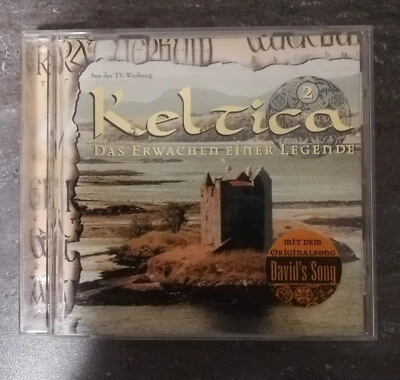 Aus der TV-Werbung
2
Keltica
DAS ERWACHEN EINER LEGENDE
MIT DEM
ORIGINALSONG
David's Song